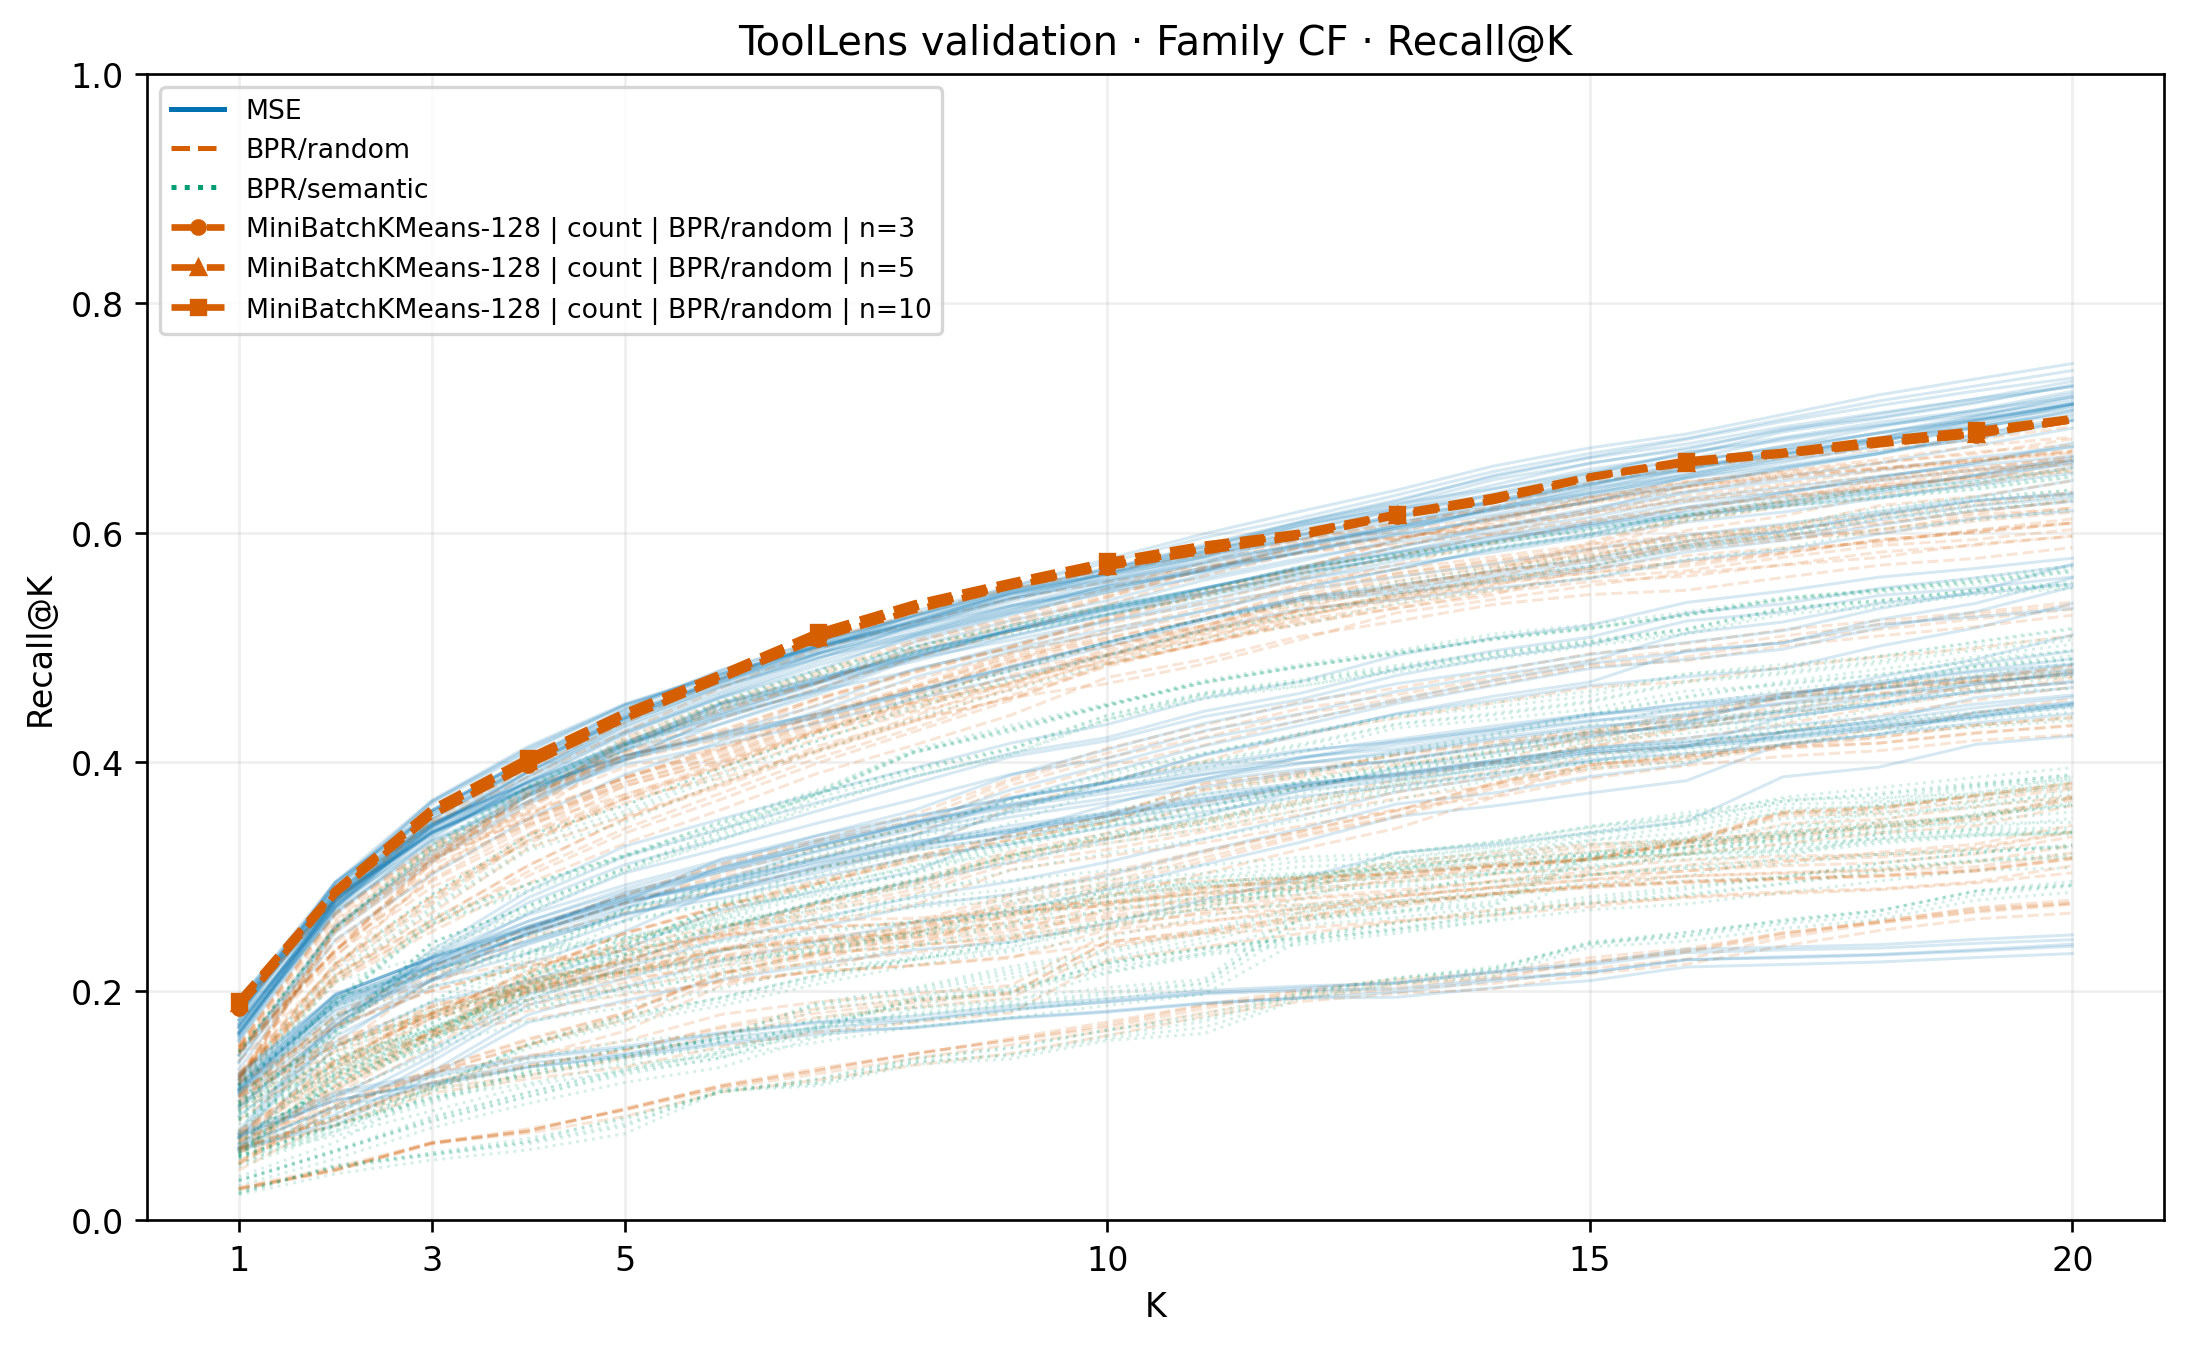 ToolLens validation · Family CF · Recall@K
1.0
0.8
0.6
0.4
0.2
0.0
Recall@K
MSE
BPR/random
BPR/semantic
MiniBatchKMeans-128 | count | BPR/random | n=3
MiniBatchKMeans-128 | count | BPR/random | n=5
MiniBatchKMeans-128 | count | BPR/random | n=10
1 3 5 10 15 20
K